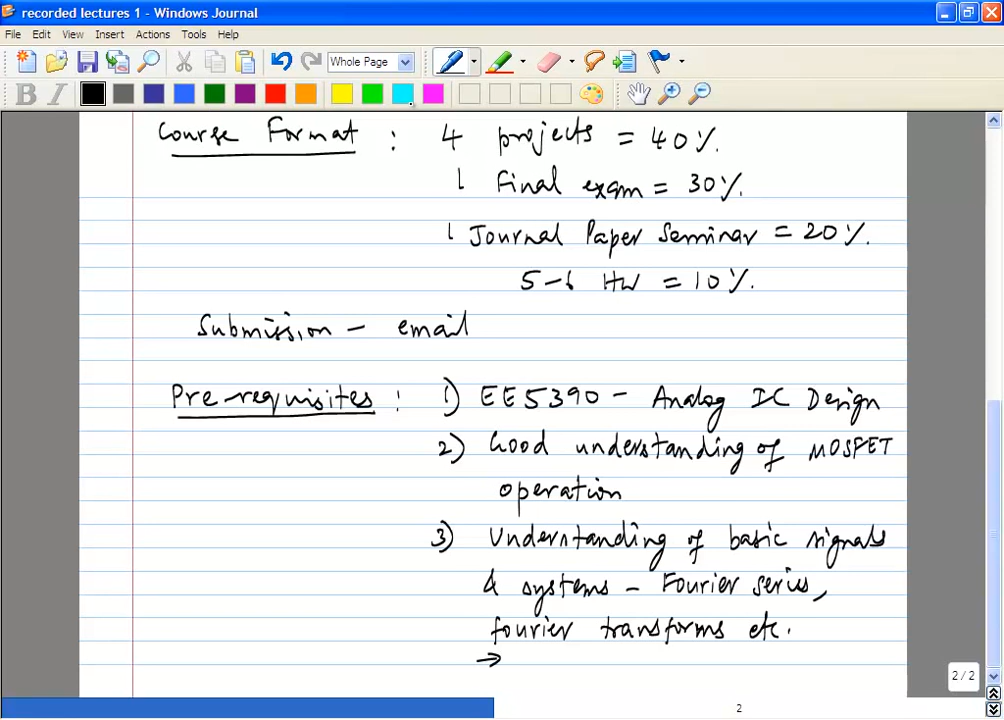 recorded lectures 1 - Windows Journal
File Edit View Insert Actions Tools Help
Whole Page
B I
Course Format : 4 projects = 40%.
1 Final exam = 30%.
1 Journal Paper Seminar = 20%.
5-6 HW = 10%.
Submission - email
Pre-requisites : 1) EE5390 - Analog IC Design
2) Good understanding of MOSFET
operation
3) Understanding of basic signals
& systems - Fourier series,
fourier transforms etc.
→
2/2
2